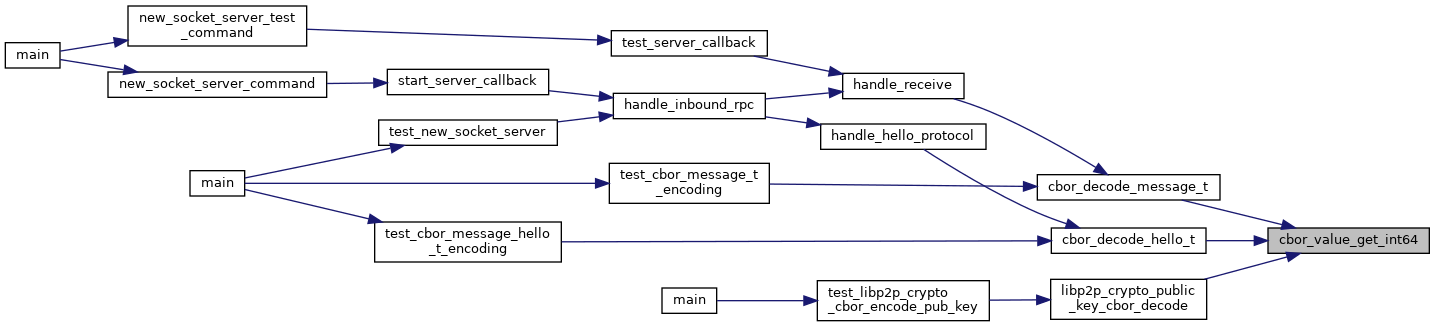 main
new_socket_server_test
_command
new_socket_server_command
start_server_callback
test_server_callback
handle_receive
handle_inbound_rpc
test_new_socket_server
handle_hello_protocol
main
test_cbor_message_t
_encoding
cbor_decode_message_t
test_cbor_message_hello
_t_encoding
cbor_decode_hello_t
cbor_value_get_int64
main
test_libp2p_crypto
_cbor_encode_pub_key
libp2p_crypto_public
_key_cbor_decode